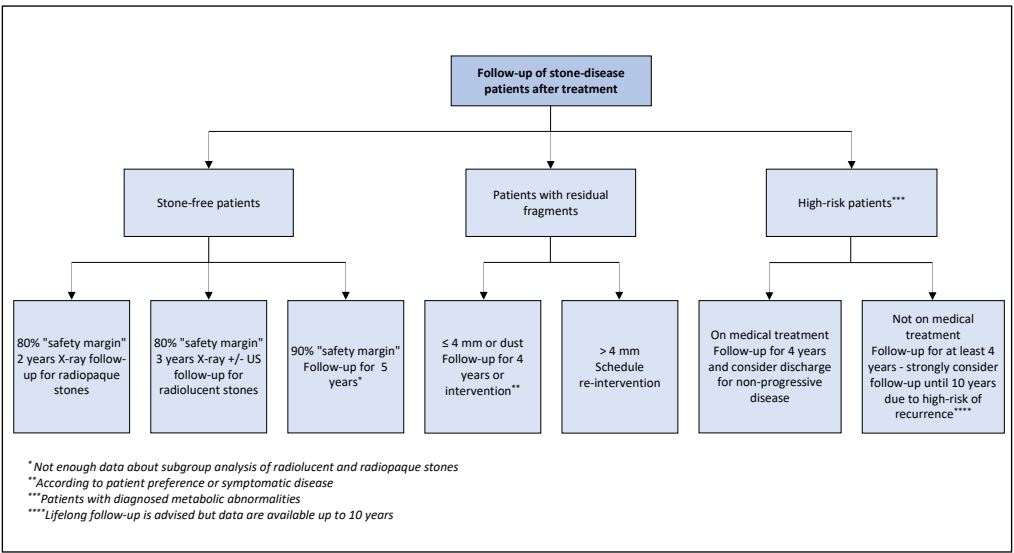 Follow-up of stone-disease
patients after treatment
Stone-free patients
Patients with residual
fragments
High-risk patients***
80% "safety margin"
2 years X-ray follow-
up for radiopaque
stones
80% "safety margin"
3 years X-ray +/- US
follow-up for
radiolucent stones
90% "safety margin"
Follow-up for 5
years*
≤ 4 mm or dust
Follow-up for 4
years or
intervention**
> 4 mm
Schedule
re-intervention
On medical treatment
Follow-up for 4 years
and consider discharge
for non-progressive
disease
Not on medical
treatment
Follow-up for at least 4
years - strongly consider
follow-up until 10 years
due to high-risk of
recurrence****
*Not enough data about subgroup analysis of radiolucent and radiopaque stones
**According to patient preference or symptomatic disease
***Patients with diagnosed metabolic abnormalities
****Lifelong follow-up is advised but data are available up to 10 years